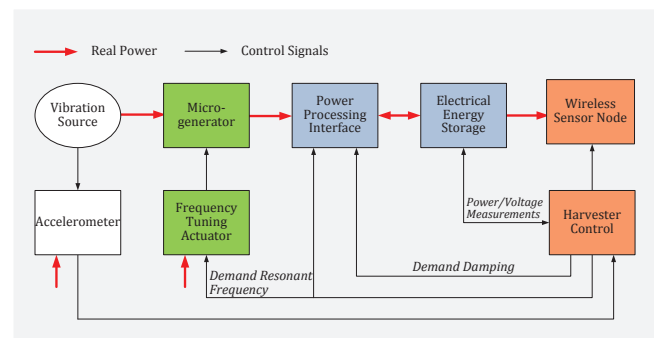 Real Power
Control Signals
Vibration
Source
Micro-
generator
Power
Processing
Interface
Electrical
Energy
Storage
Wireless
Sensor Node
Accelerometer
Frequency
Tuning
Actuator
Power/Voltage
Measurements
Harvester
Control
Demand Resonant
Frequency
Demand Damping